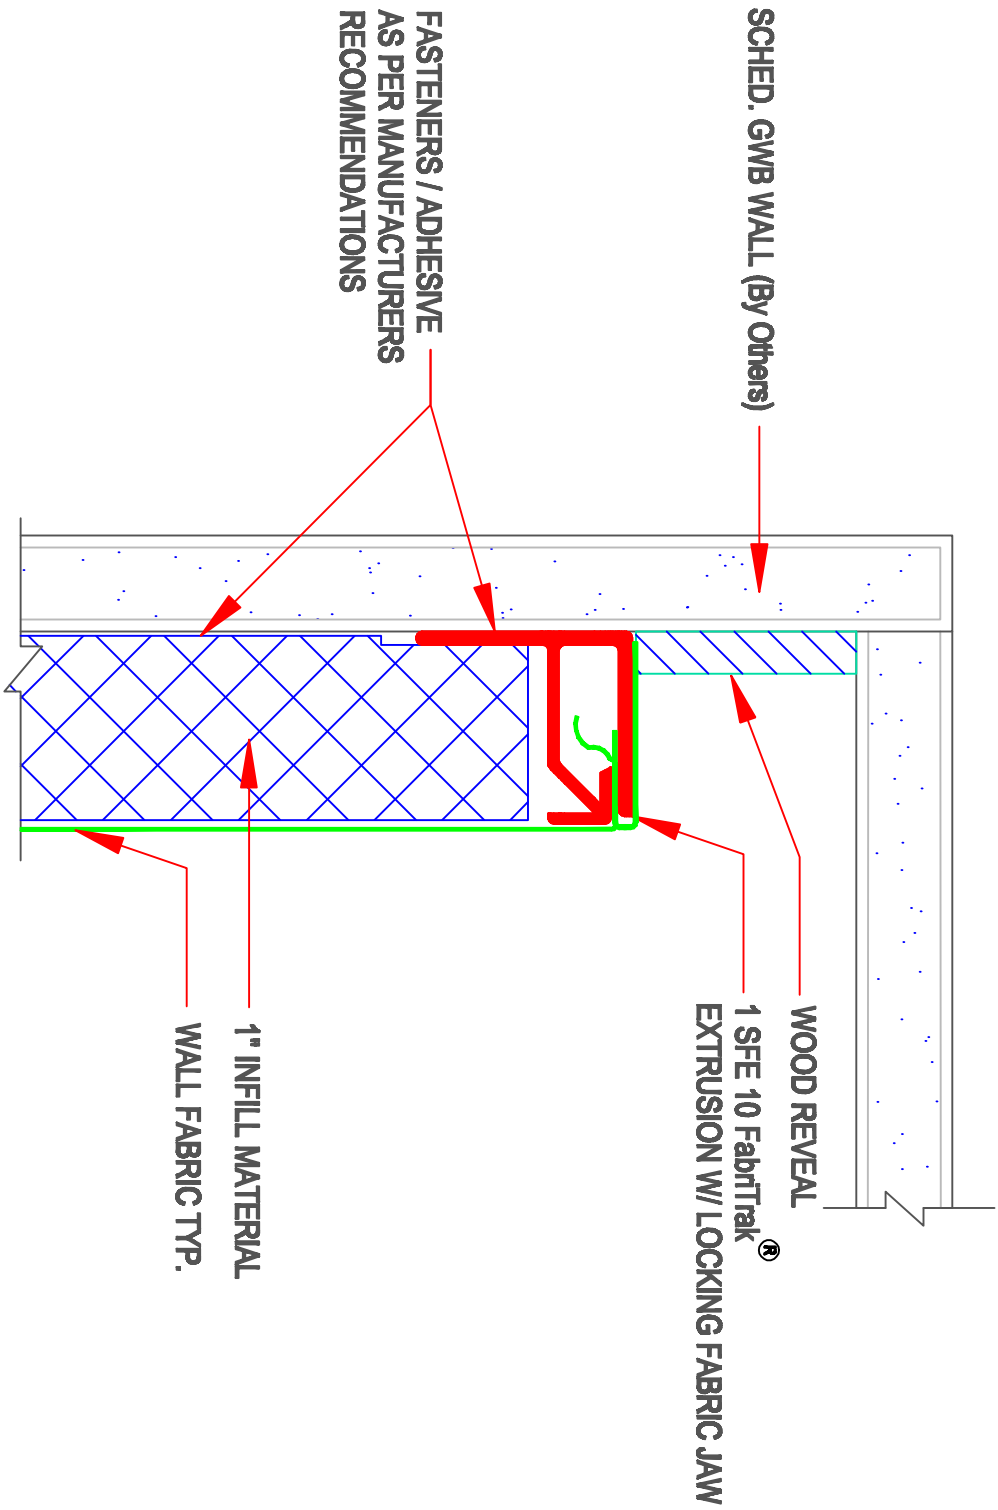 SCHED. GWB WALL (By Others)
FASTENERS / ADHESIVE
AS PER MANUFACTURERS
RECOMMENDATIONS
WOOD REVEAL
1 SFE 10 FabriTrak ®
EXTRUSION W/ LOCKING FABRIC JAW
1" INFILL MATERIAL
WALL FABRIC TYP.